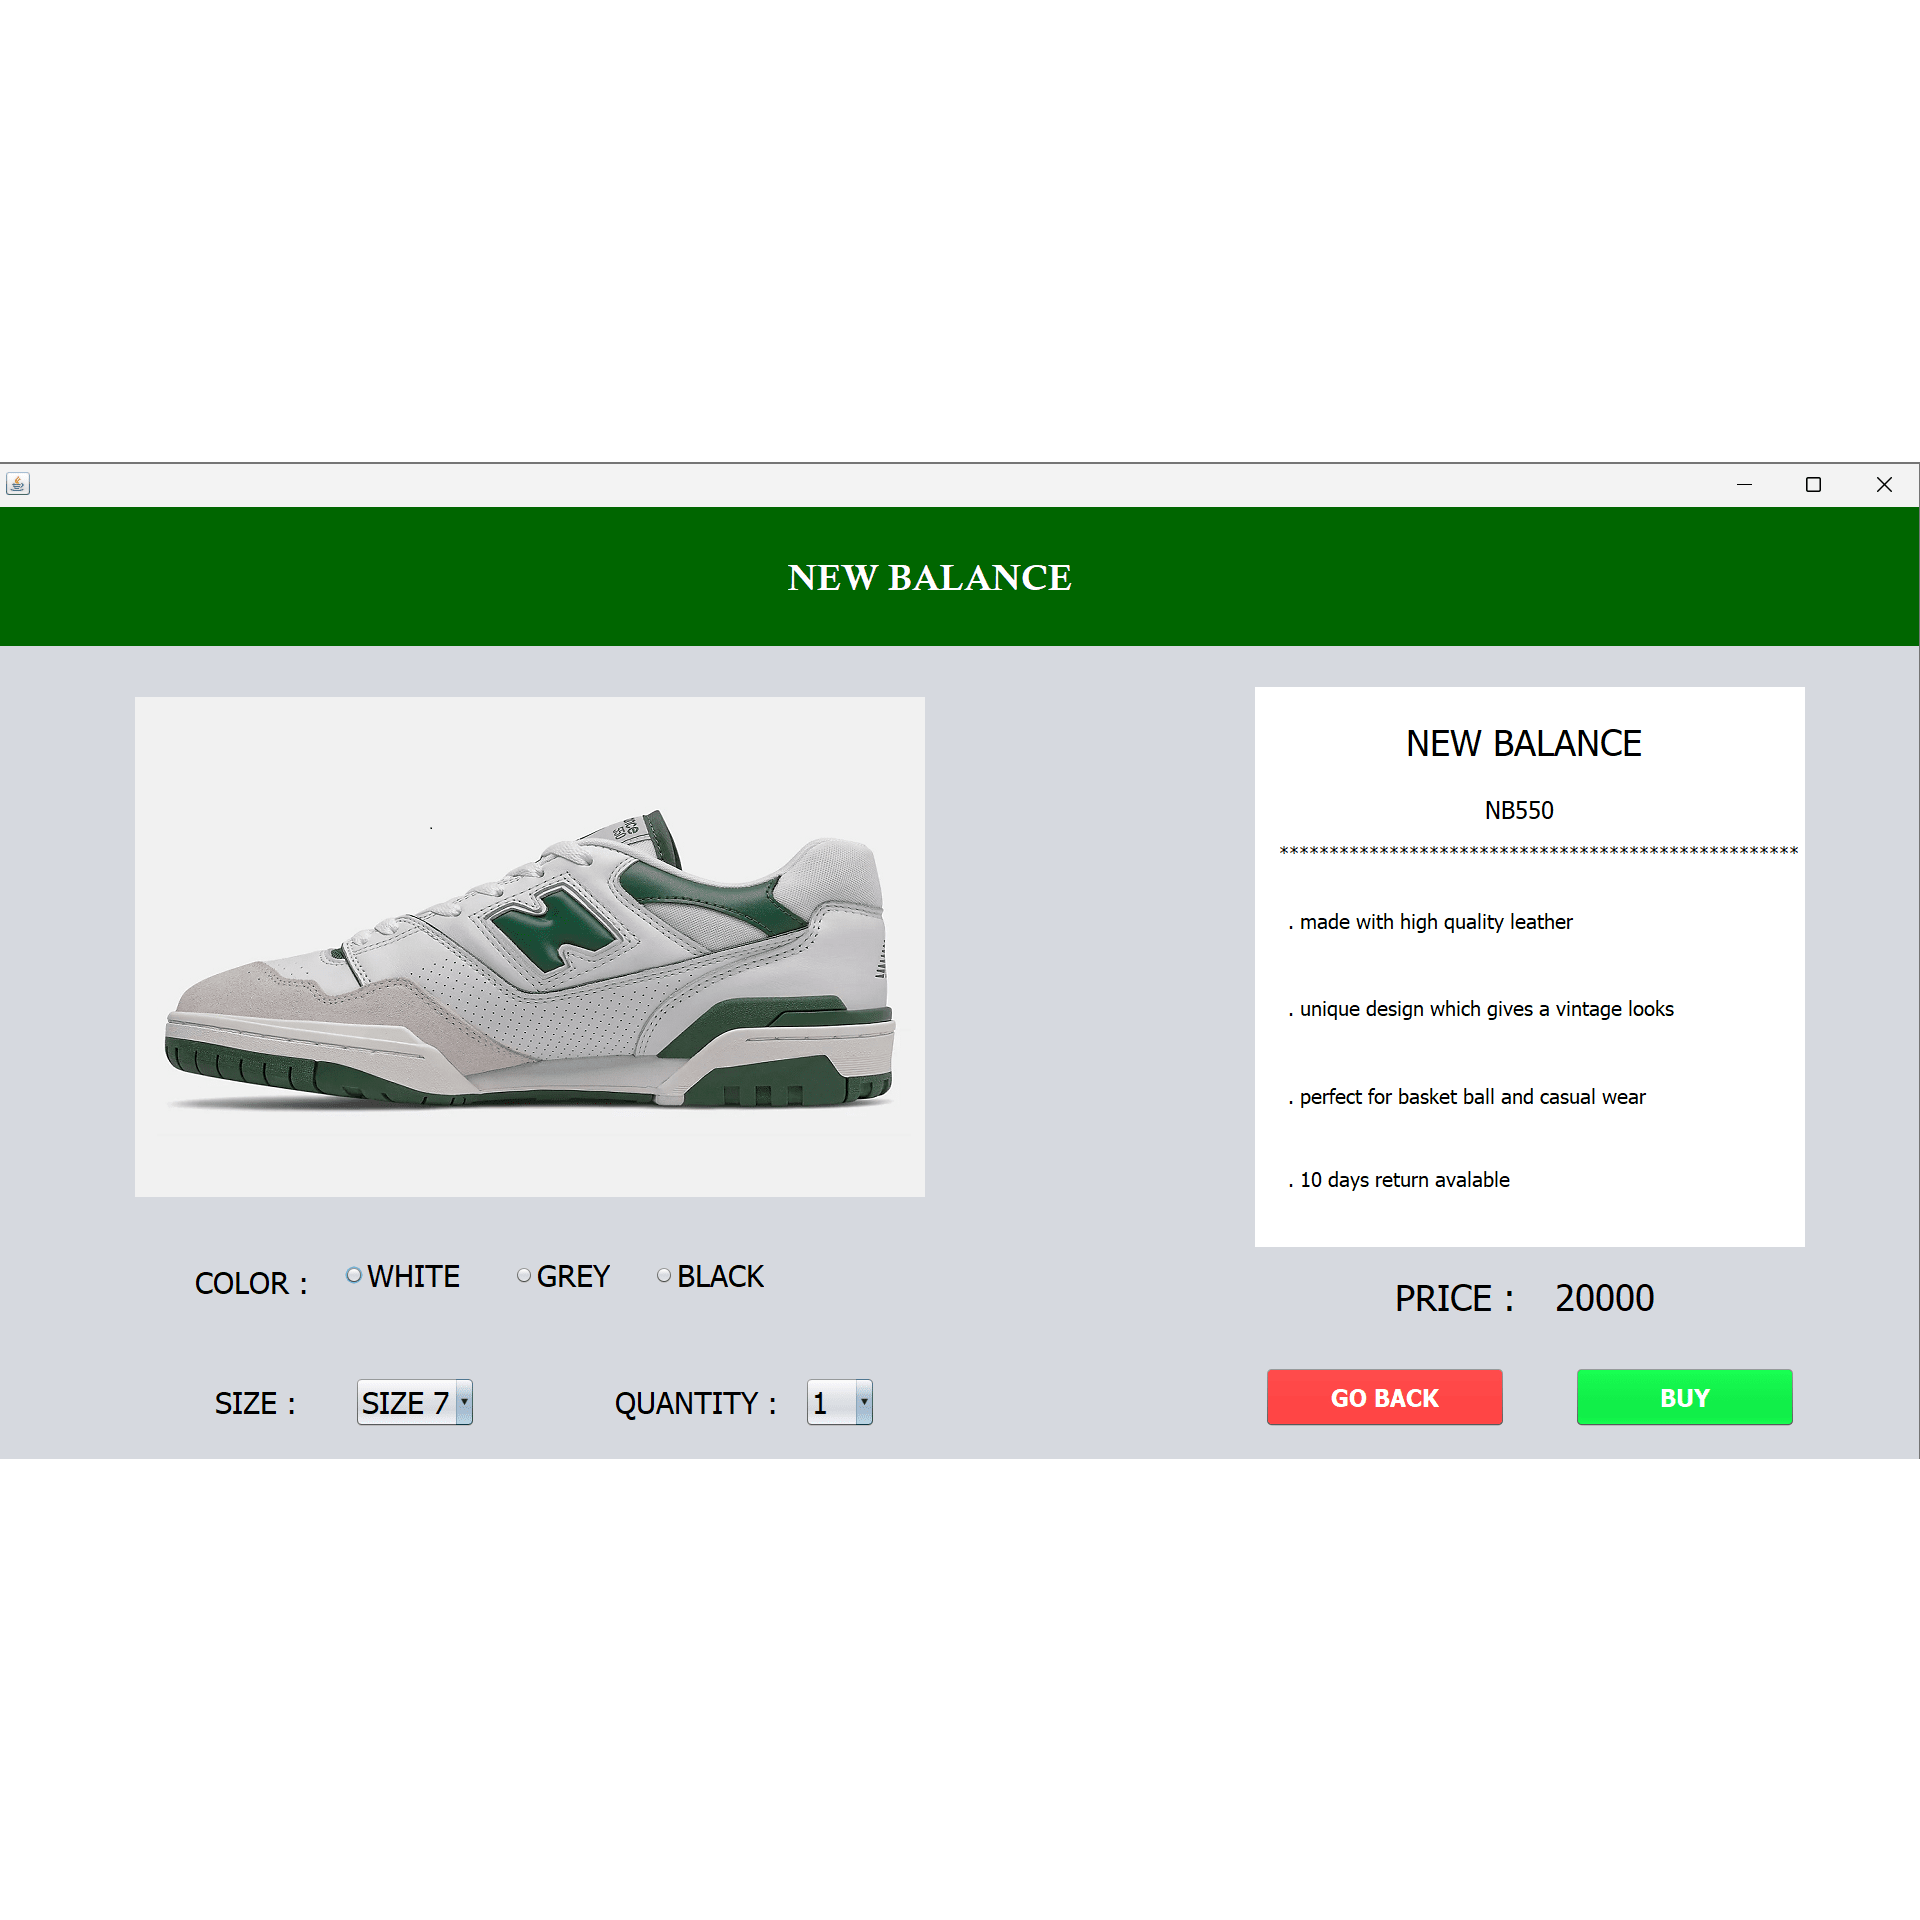 NEW BALANCE
NEW BALANCE
NB550
****************************************************
. made with high quality leather
. unique design which gives a vintage looks
. perfect for basket ball and casual wear
. 10 days return avalable
550
COLOR :
WHITE
GREY
BLACK
PRICE : 20000
SIZE :
SIZE 7
QUANTITY :
1
GO BACK
BUY